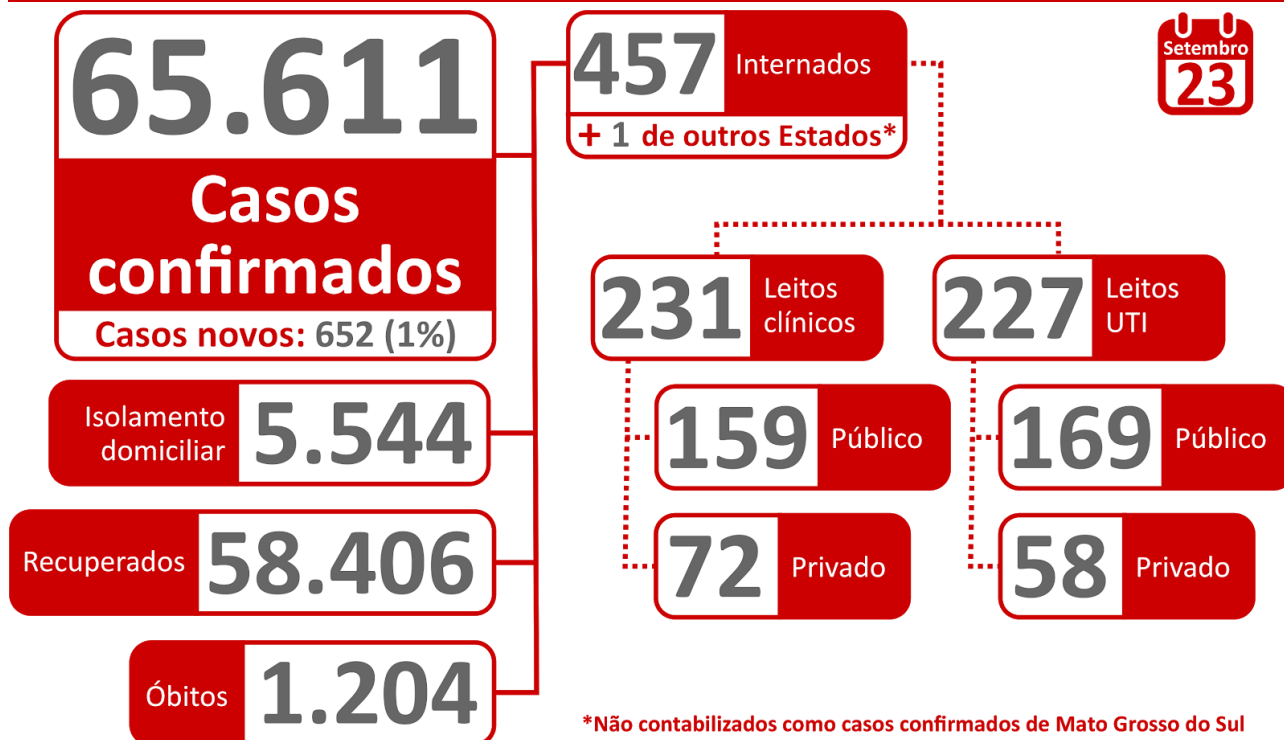 65.611
Casos
confirmados
Casos novos: 652 (1%)
Isolamento
domiciliar
5.544
Recuperados
58.406
Óbitos
1.204
457
Internados
+ 1 de outros Estados*
231
Leitos
clínicos
159
Público
72
Privado
227
Leitos
UTI
169
Público
58
Privado
Setembro
23
*Não contabilizados como casos confirmados de Mato Grosso do Sul